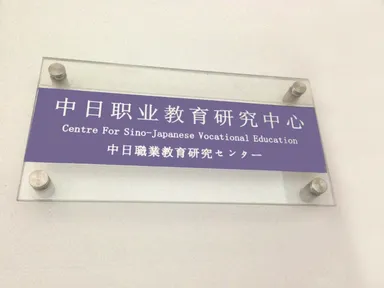 中日职业教育研究中心
Centre For Sino-Japanese Vocational Education
中日職業教育研究センター